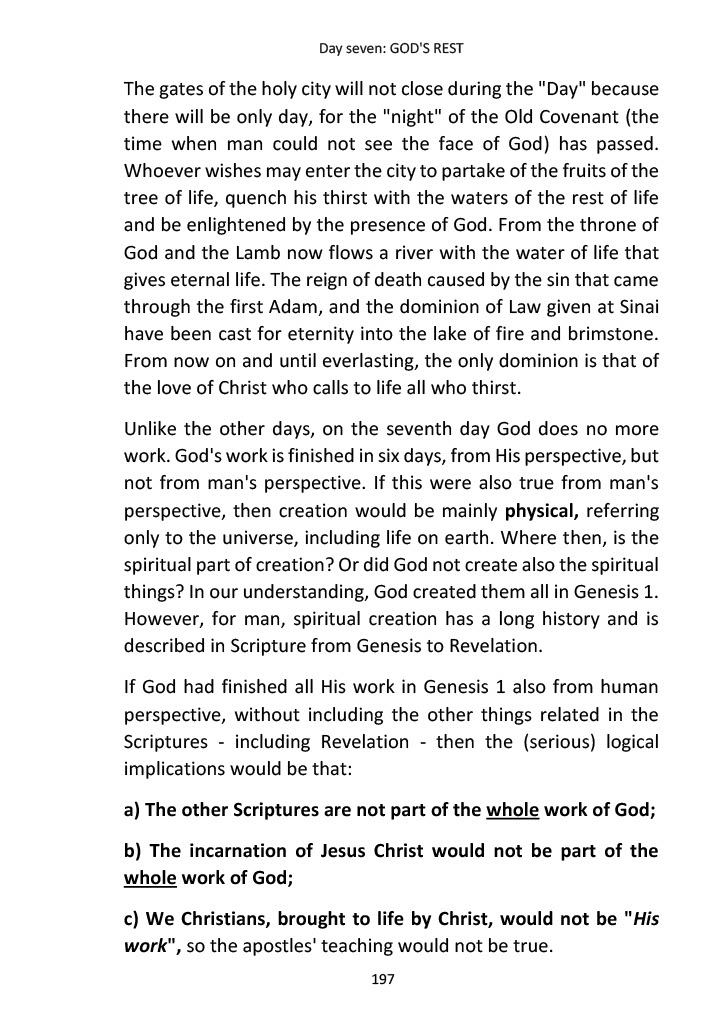 Day seven: GOD'S REST
The gates of the holy city will not close during the "Day" because
there will be only day, for the "night" of the Old Covenant (the
time when man could not see the face of God) has passed.
Whoever wishes may enter the city to partake of the fruits of the
tree of life, quench his thirst with the waters of the rest of life
and be enlightened by the presence of God. From the throne of
God and the Lamb now flows a river with the water of life that
gives eternal life. The reign of death caused by the sin that came
through the first Adam, and the dominion of Law given at Sinai
have been cast for eternity into the lake of fire and brimstone.
From now on and until everlasting, the only dominion is that of
the love of Christ who calls to life all who thirst.
Unlike the other days, on the seventh day God does no more
work. God's work is finished in six days, from His perspective, but
not from man's perspective. If this were also true from man's
perspective, then creation would be mainly physical, referring
only to the universe, including life on earth. Where then, is the
spiritual part of creation? Or did God not create also the spiritual
things? In our understanding, God created them all in Genesis 1.
However, for man, spiritual creation has a long history and is
described in Scripture from Genesis to Revelation.
If God had finished all His work in Genesis 1 also from human
perspective, without including the other things related in the
Scriptures - including Revelation - then the (serious) logical
implications would be that:
a) The other Scriptures are not part of the whole work of God;
b) The incarnation of Jesus Christ would not be part of the
whole work of God;
c) We Christians, brought to life by Christ, would not be "His
work", so the apostles' teaching would not be true.
197